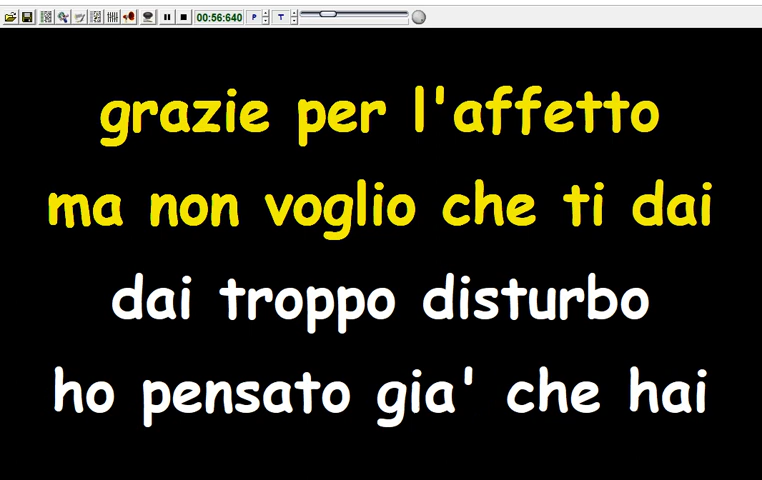 00:56:640 P T
grazie per l'affetto
ma non voglio che ti dai
dai troppo disturbo
ho pensato gia' che hai